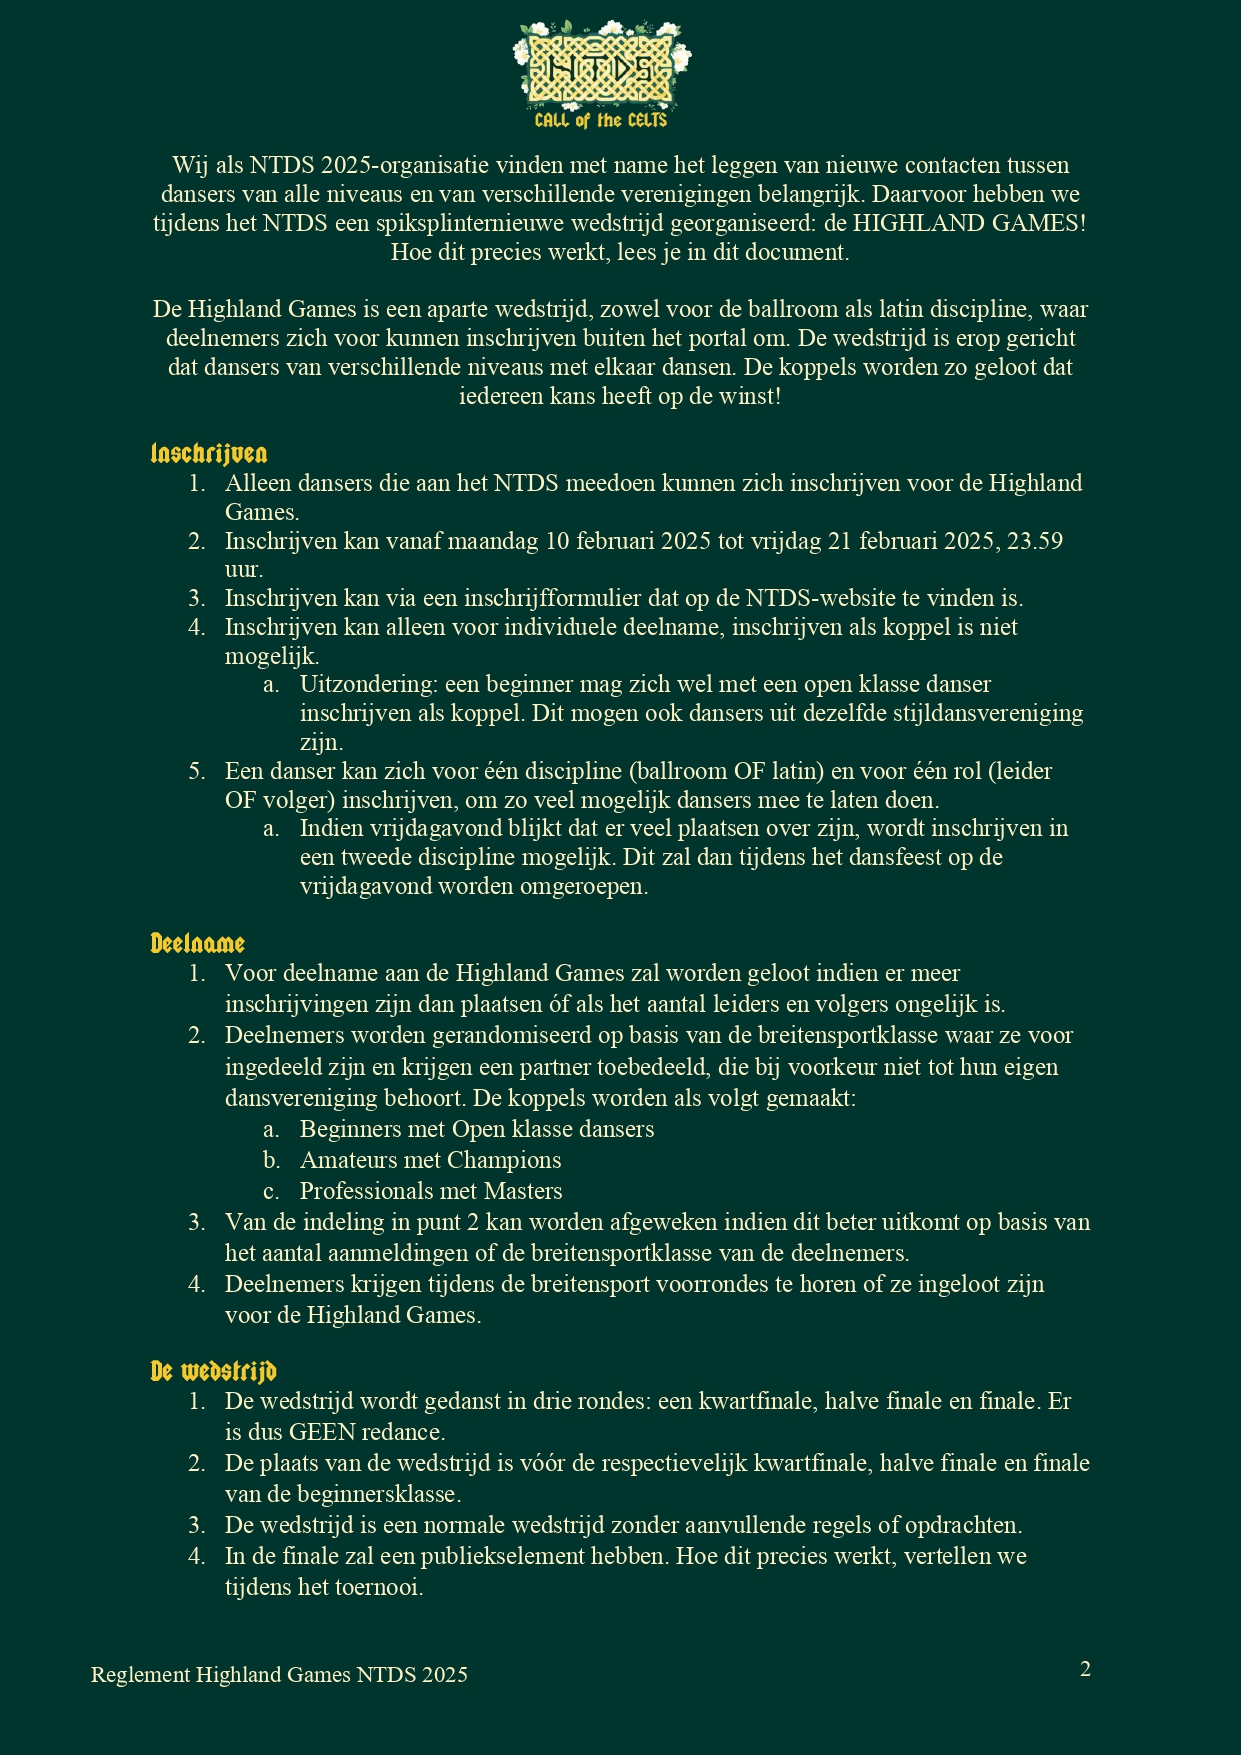 NTDS
CALL of the CELTS
Wij als NTDS 2025-organisatie vinden met name het leggen van nieuwe contacten tussen
dansers van alle niveaus en van verschillende verenigingen belangrijk. Daarvoor hebben we
tijdens het NTDS een spiksplinternieuwe wedstrijd georganiseerd: de HIGHLAND GAMES!
Hoe dit precies werkt, lees je in dit document.
De Highland Games is een aparte wedstrijd, zowel voor de ballroom als latin discipline, waar
deelnemers zich voor kunnen inschrijven buiten het portal om. De wedstrijd is erop gericht
dat dansers van verschillende niveaus met elkaar dansen. De koppels worden zo geloot dat
iedereen kans heeft op de winst!
Inschrijven
1. Alleen dansers die aan het NTDS meedoen kunnen zich inschrijven voor de Highland
Games.
2. Inschrijven kan vanaf maandag 10 februari 2025 tot vrijdag 21 februari 2025, 23.59
uur.
3. Inschrijven kan via een inschrijfformulier dat op de NTDS-website te vinden is.
4. Inschrijven kan alleen voor individuele deelname, inschrijven als koppel is niet
mogelijk.
a. Uitzondering: een beginner mag zich wel met een open klasse danser
inschrijven als koppel. Dit mogen ook dansers uit dezelfde stijldansvereniging
zijn.
5. Een danser kan zich voor één discipline (ballroom OF latin) en voor één rol (leider
OF volger) inschrijven, om zo veel mogelijk dansers mee te laten doen.
a. Indien vrijdagavond blijkt dat er veel plaatsen over zijn, wordt inschrijven in
een tweede discipline mogelijk. Dit zal dan tijdens het dansfeest op de
vrijdagavond worden omgeroepen.
Deelname
1. Voor deelname aan de Highland Games zal worden geloot indien er meer
inschrijvingen zijn dan plaatsen óf als het aantal leiders en volgers ongelijk is.
2. Deelnemers worden gerandomiseerd op basis van de breitensportklasse waar ze voor
ingedeeld zijn en krijgen een partner toebedeeld, die bij voorkeur niet tot hun eigen
dansvereniging behoort. De koppels worden als volgt gemaakt:
a. Beginners met Open klasse dansers
b. Amateurs met Champions
c. Professionals met Masters
3. Van de indeling in punt 2 kan worden afgeweken indien dit beter uitkomt op basis van
het aantal aanmeldingen of de breitensportklasse van de deelnemers.
4. Deelnemers krijgen tijdens de breitensport voorrondes te horen of ze ingeloot zijn
voor de Highland Games.
De wedstrijd
1. De wedstrijd wordt gedanst in drie rondes: een kwartfinale, halve finale en finale. Er
is dus GEEN redance.
2. De plaats van de wedstrijd is vóór de respectievelijk kwartfinale, halve finale en finale
van de beginnersklasse.
3. De wedstrijd is een normale wedstrijd zonder aanvullende regels of opdrachten.
4. In de finale zal een publiekselement hebben. Hoe dit precies werkt, vertellen we
tijdens het toernooi.
Reglement Highland Games NTDS 2025
2